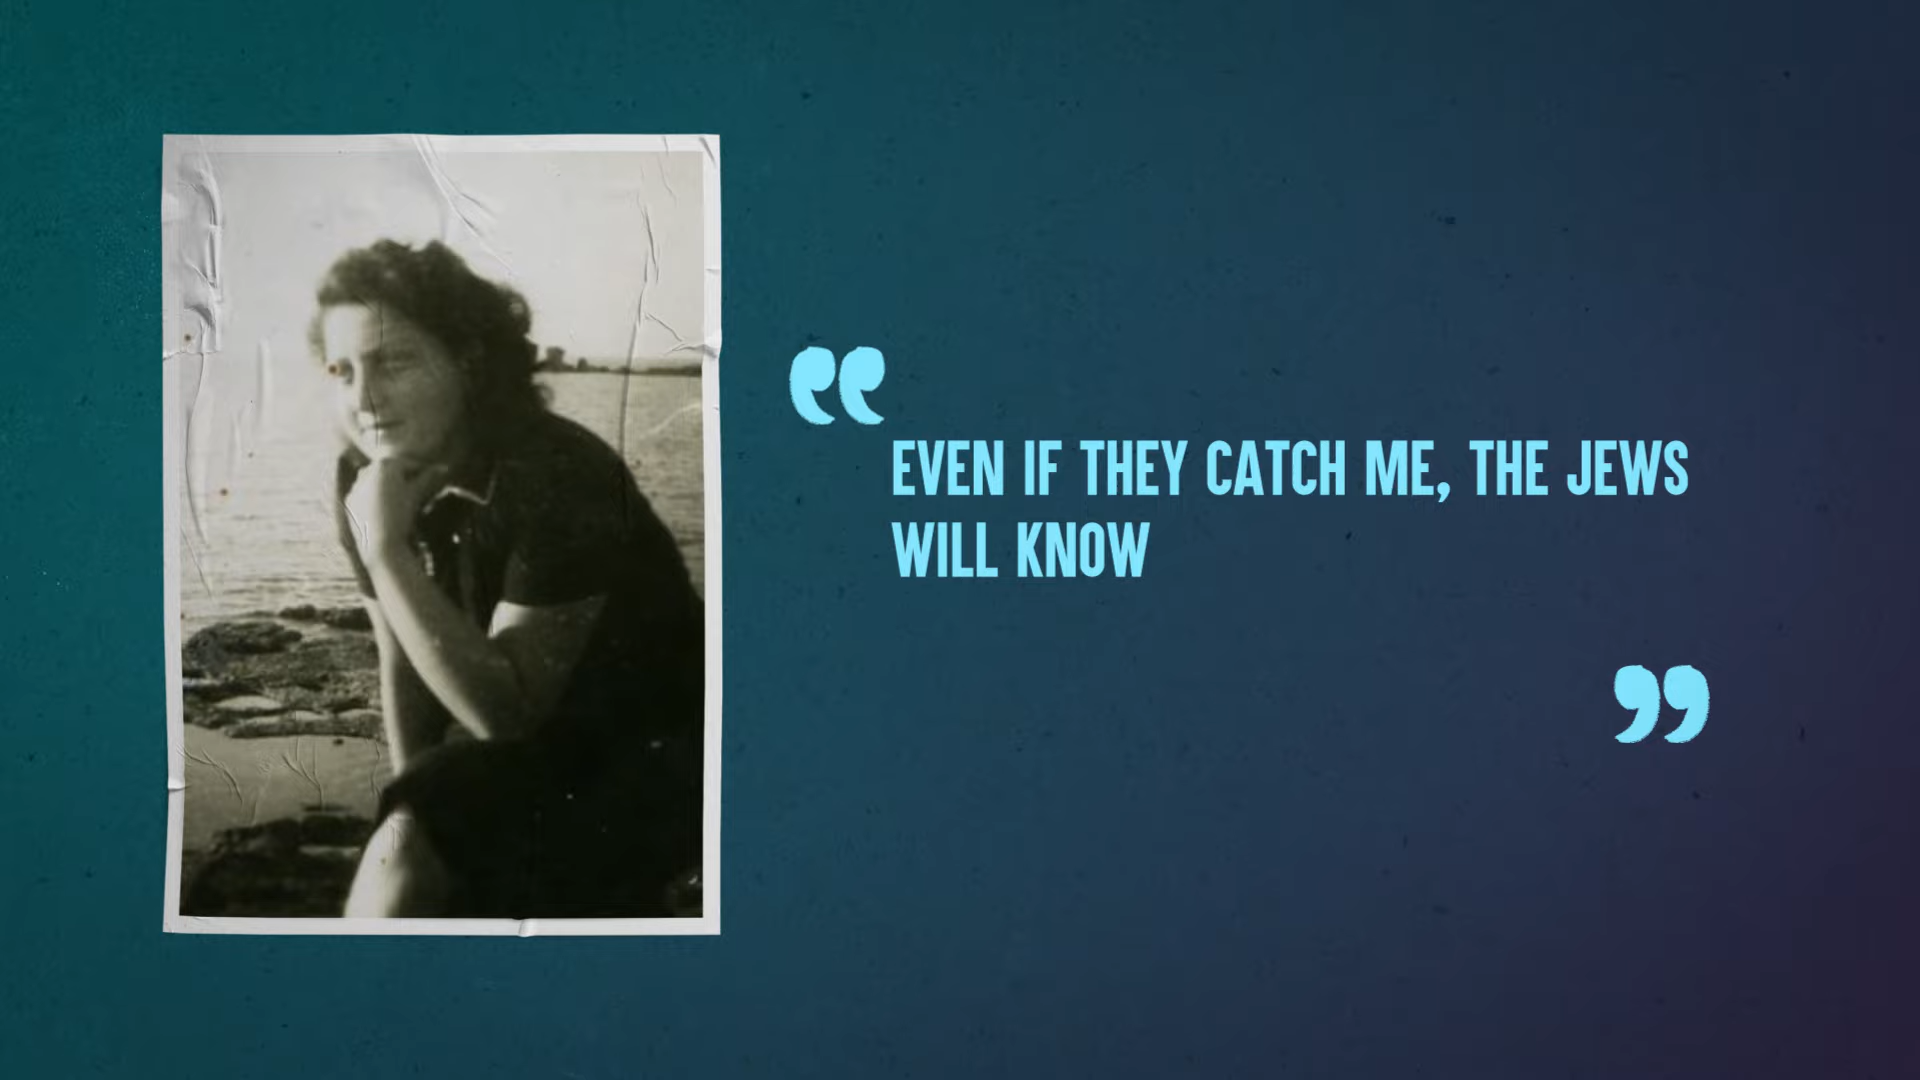 “
EVEN IF THEY CATCH ME, THE JEWS
WILL KNOW
”